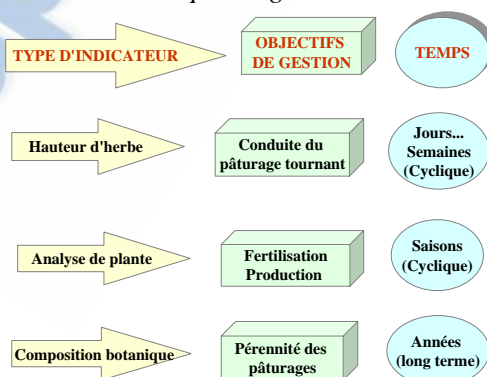 TYPE D'INDICATEUR
OBJECTIFS
DE GESTION
TEMPS
Hauteur d'herbe
Conduite du
pâturage tournant
Jours...
Semaines
(Cyclique)
Analyse de plante
Fertilisation
Production
Saisons
(Cyclique)
Composition botanique
Pérennité des
pâturages
Années
(long terme)